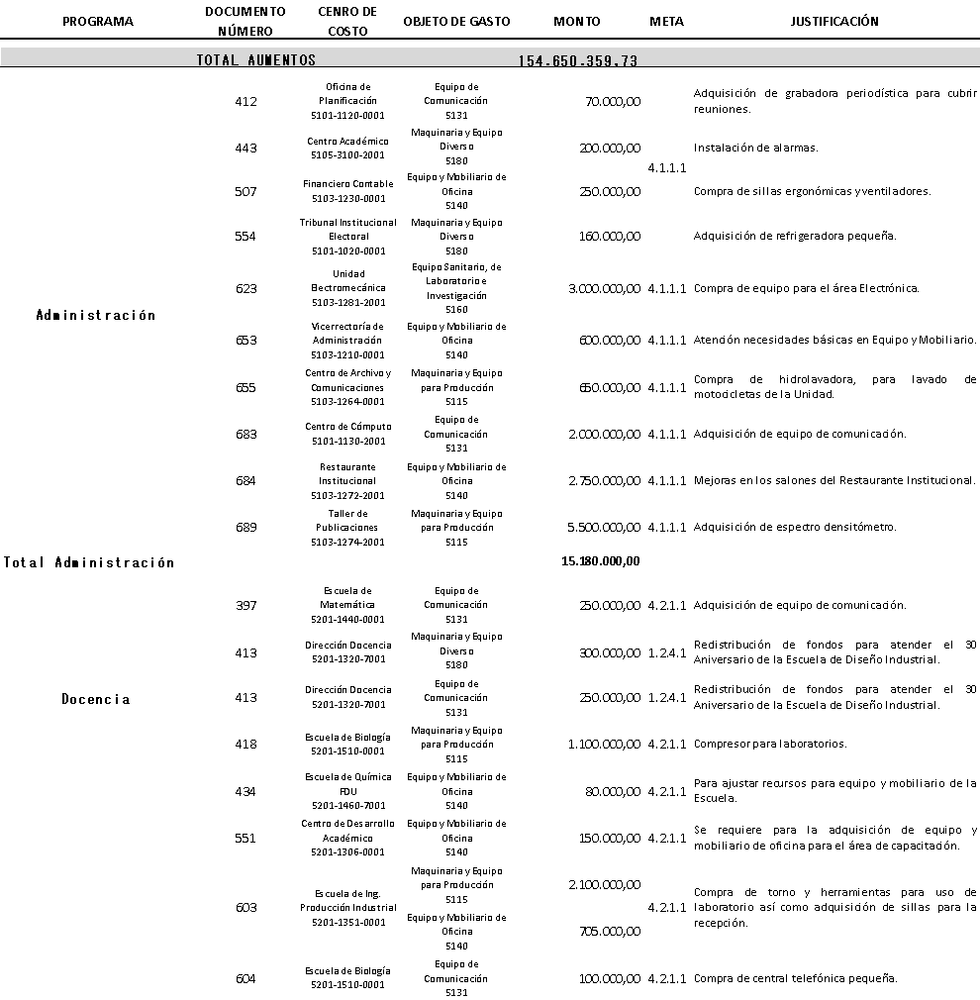 PROGRAMA DOCUMENTO NÚMERO CENRO DE COSTO OBJETO DE GASTO MONTO META JUSTIFICACIÓN
TOTAL AUMENTOS 154.650.359,73
Administración
412 Oficina de Planificación 5101-1120-0001 Equipo de Comunicación 5131 70.000,00 Adquisición de grabadora periodística para cubrir reuniones.
443 Centro Académico 5105-3100-2001 Maquinaria y Equipo Diverso 5180 200.000,00 Instalación de alarmas.
4.1.1.1
507 Financiero Contable 5103-1230-0001 Equipo y Mobiliario de Oficina 5140 250.000,00 Compra de sillas ergonómicas y ventiladores.
554 Tribunal Institucional Electoral 5101-1020-0001 Maquinaria y Equipo Diverso 5180 160.000,00 Adquisición de refrigeradora pequeña.
623 Unidad Electromecánica 5103-1281-2001 Equipo Sanitario, de Laboratorio e Investigación 5160 3.000.000,00 4.1.1.1 Compra de equipo para el área Electrónica.
653 Vicerrectoría de Administración 5103-1210-0001 Equipo y Mobiliario de Oficina 5140 600.000,00 4.1.1.1 Atención necesidades básicas en Equipo y Mobiliario.
655 Centro de Archivo y Comunicaciones 5103-1264-0001 Maquinaria y Equipo para Producción 5115 650.000,00 4.1.1.1 Compra de hidrolavadora, para lavado de motocicletas de la Unidad.
683 Centro de Cómputo 5101-1130-2001 Equipo de Comunicación 5131 2.000.000,00 4.1.1.1 Adquisición de equipo de comunicación.
684 Restaurante Institucional 5103-1272-2001 Equipo y Mobiliario de Oficina 5140 2.750.000,00 4.1.1.1 Mejoras en los salones del Restaurante Institucional.
689 Taller de Publicaciones 5103-1274-2001 Maquinaria y Equipo para Producción 5115 5.500.000,00 4.1.1.1 Adquisición de espectro densitómetro.
Total Administración 15.180.000,00
Docencia
397 Escuela de Matemática 5201-1440-0001 Equipo de Comunicación 5131 250.000,00 4.2.1.1 Adquisición de equipo de comunicación.
413 Dirección Docencia 5201-1320-7001 Maquinaria y Equipo Diverso 5180 300.000,00 1.2.4.1 Redistribución de fondos para atender el 30 Aniversario de la Escuela de Diseño Industrial.
413 Dirección Docencia 5201-1320-7001 Equipo de Comunicación 5131 250.000,00 1.2.4.1 Redistribución de fondos para atender el 30 Aniversario de la Escuela de Diseño Industrial.
418 Escuela de Biología 5201-1510-0001 Maquinaria y Equipo para Producción 5115 1.100.000,00 4.2.1.1 Compresor para laboratorios.
434 Escuela de Química FDU 5201-1460-7001 Equipo y Mobiliario de Oficina 5140 80.000,00 4.2.1.1 Para ajustar recursos para equipo y mobiliario de la Escuela.
551 Centro de Desarrollo Académico 5201-1306-0001 Equipo y Mobiliario de Oficina 5140 150.000,00 4.2.1.1 Se requiere para la adquisición de equipo y mobiliario de oficina para el área de capacitación.
603 Escuela de Ing. Producción Industrial 5201-1351-0001 Maquinaria y Equipo para Producción 5115 2.100.000,00 4.2.1.1 Compra de torno y herramientas para uso de laboratorio así como adquisición de sillas para la recepción.
Equipo y Mobiliario de Oficina 5140 705.000,00
604 Escuela de Biología 5201-1510-0001 Equipo de Comunicación 5131 100.000,00 4.2.1.1 Compra de central telefónica pequeña.